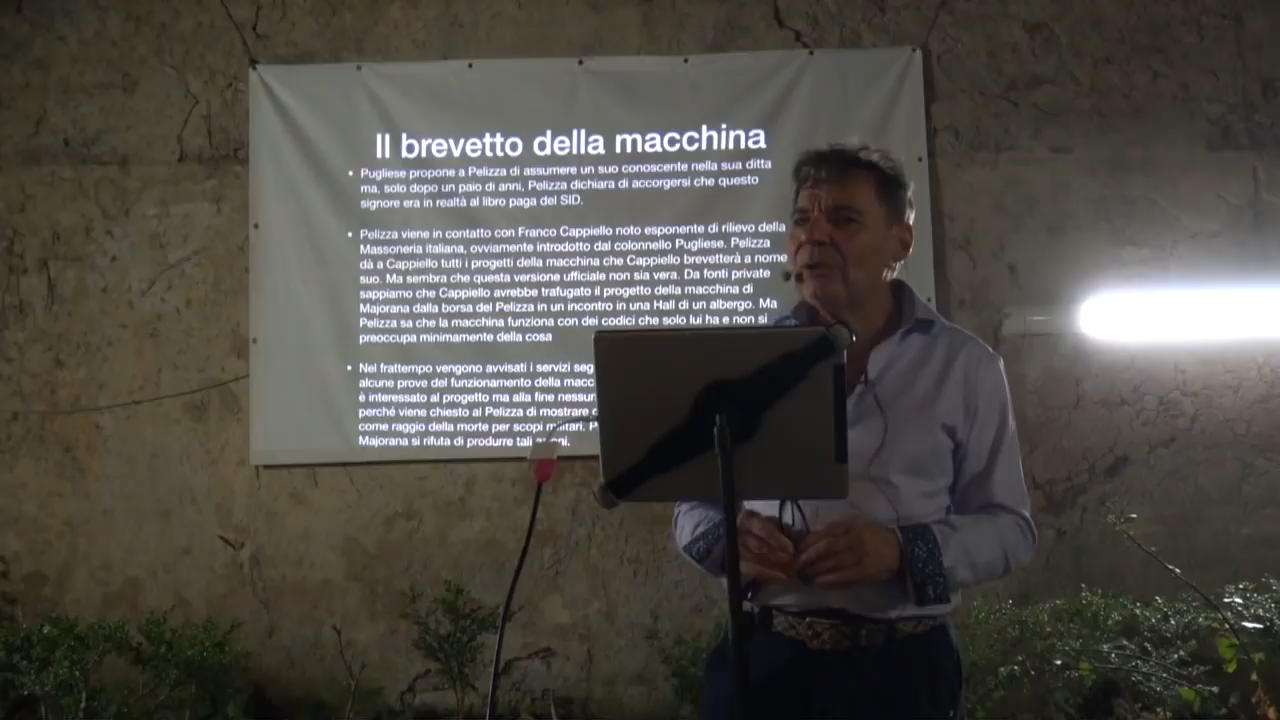 Il brevetto della macchina
• Pugliese propone a Pelizza di assumere un suo conoscente nella sua ditta
ma, solo dopo un paio di anni, Pelizza dichiara di accorgersi che questo
signore era in realtà al libro paga del SID.
• Pelizza viene in contatto con Franco Cappiello noto esponente di rilievo della
Massoneria italiana, ovviamente introdotto dal colonnello Pugliese. Pelizza
dà a Cappiello tutti i progetti della macchina che Cappiello brevetterà a nome
suo. Ma sembra che questa versione ufficiale non sia vera. Da fonti private
sappiamo che Cappiello avrebbe trafugato il progetto della macchina di
Majorana dalla borsa del Pelizza in un incontro in una Hall di un albergo. Ma
Pelizza sa che la macchina funziona con dei codici che solo lui ha e non si
preoccupa minimamente della cosa
• Nel frattempo vengono avvisati i servizi seg
alcune prove del funzionamento della macc
è interessato al progetto ma alla fine nessun
perché viene chiesto al Pelizza di mostrare
come raggio della morte per scopi militari. P
Majorana si rifiuta di produrre tali